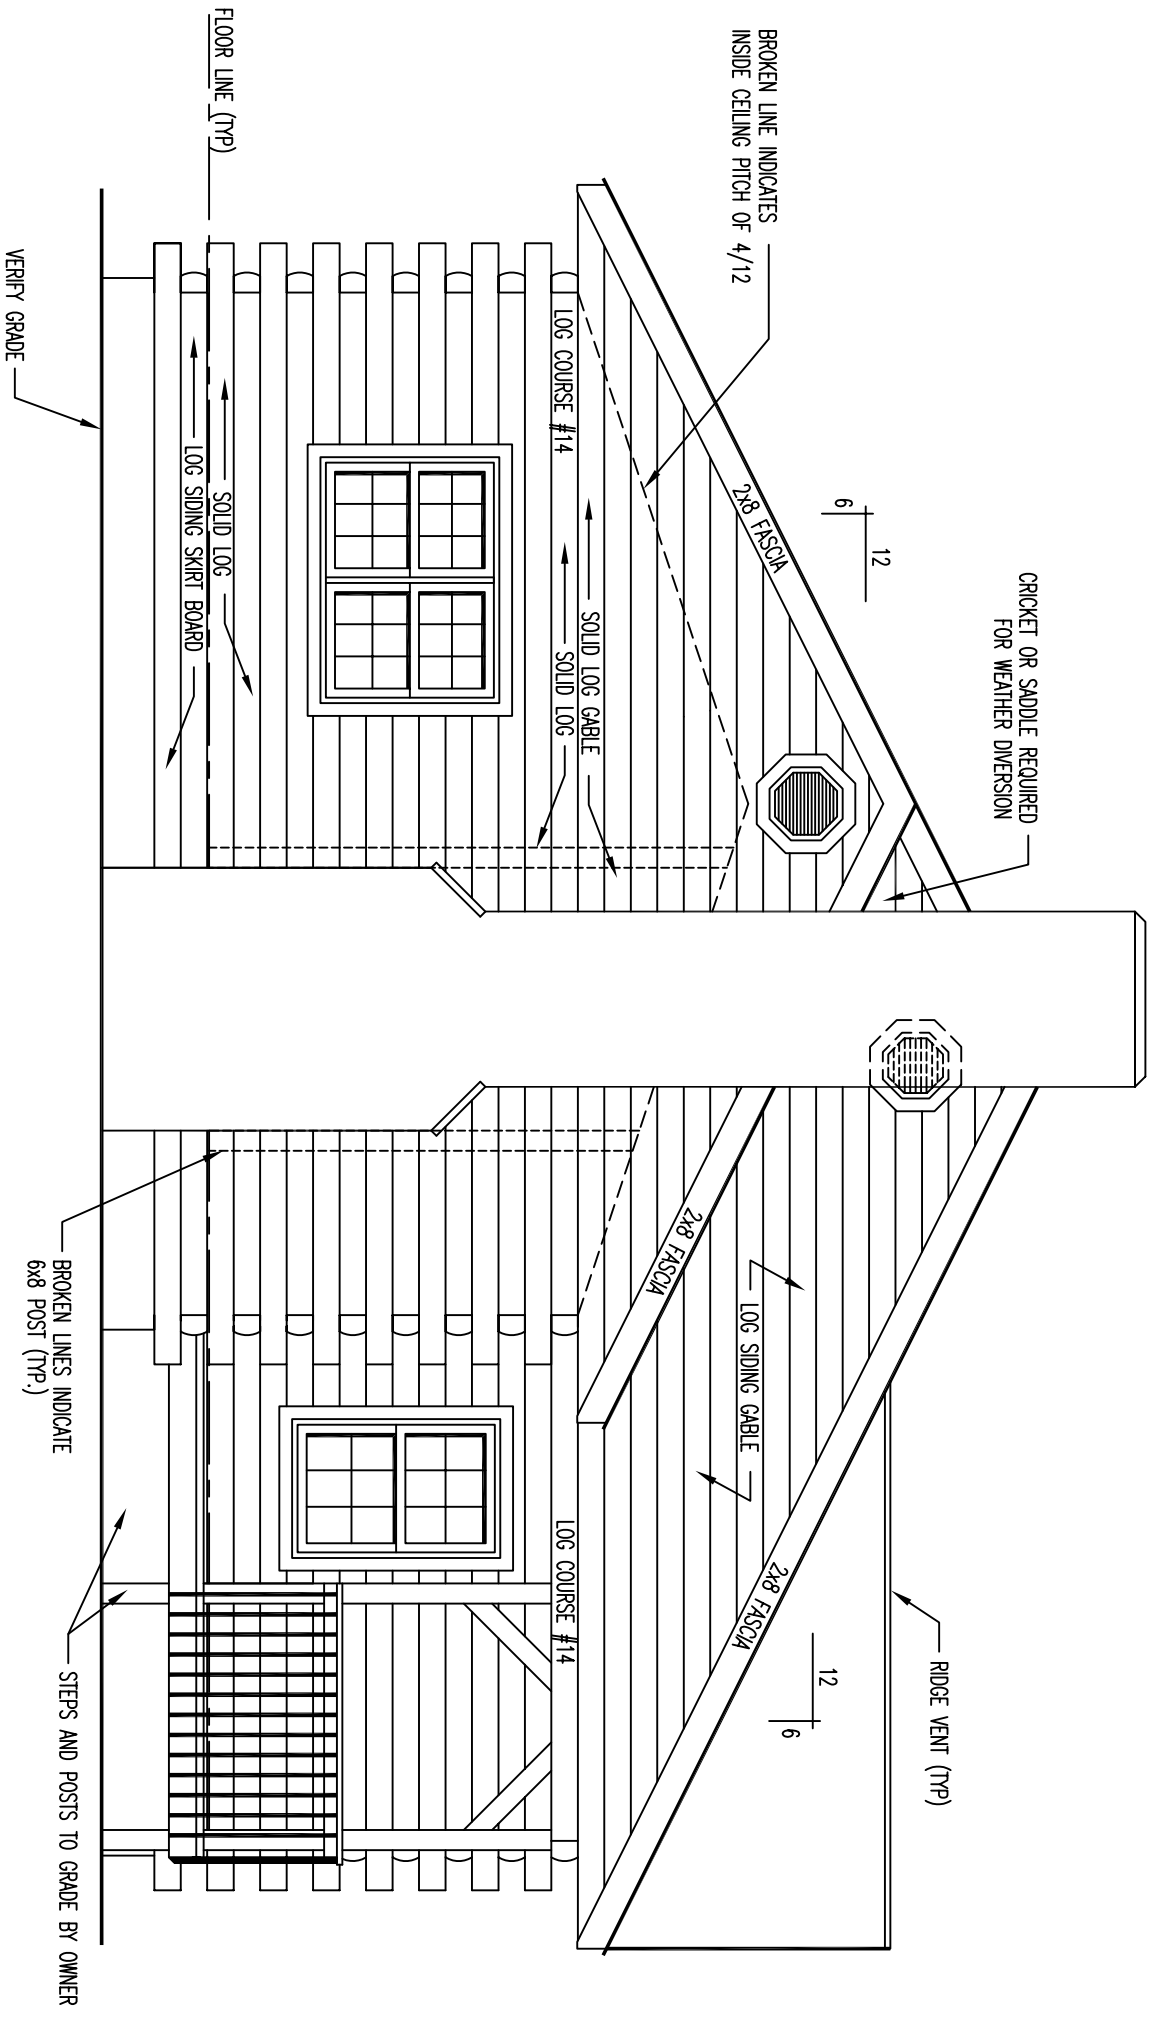 CRICKET OR SADDLE REQUIRED
FOR WEATHER DIVERSION
RIDGE VENT (TYP)
12
6
12
6
BROKEN LINE INDICATES
INSIDE CEILING PITCH OF 4/12
2x8 FASCIA
2x8 FASCIA
2x8 FASCIA
LOG SIDING GABLE
SOLID LOG GABLE
SOLID LOG
LOG COURSE #14
LOG COURSE #14
FLOOR LINE (TYP)
SOLID LOG
LOG SIDING SKIRT BOARD
VERIFY GRADE
BROKEN LINES INDICATE
6x8 POST (TYP.)
STEPS AND POSTS TO GRADE BY OWNER